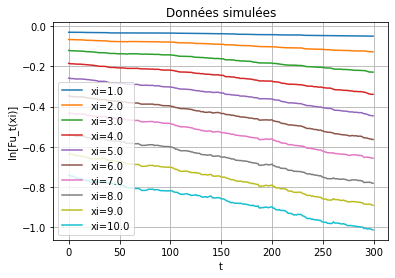 Données simulées
0.0
−0.2
−0.4
−0.6
−0.8
−1.0
ln[Fu_t(xi)]
xi=1.0
xi=2.0
xi=3.0
xi=4.0
xi=5.0
xi=6.0
xi=7.0
xi=8.0
xi=9.0
xi=10.0
0 50 100 150 200 250 300
t